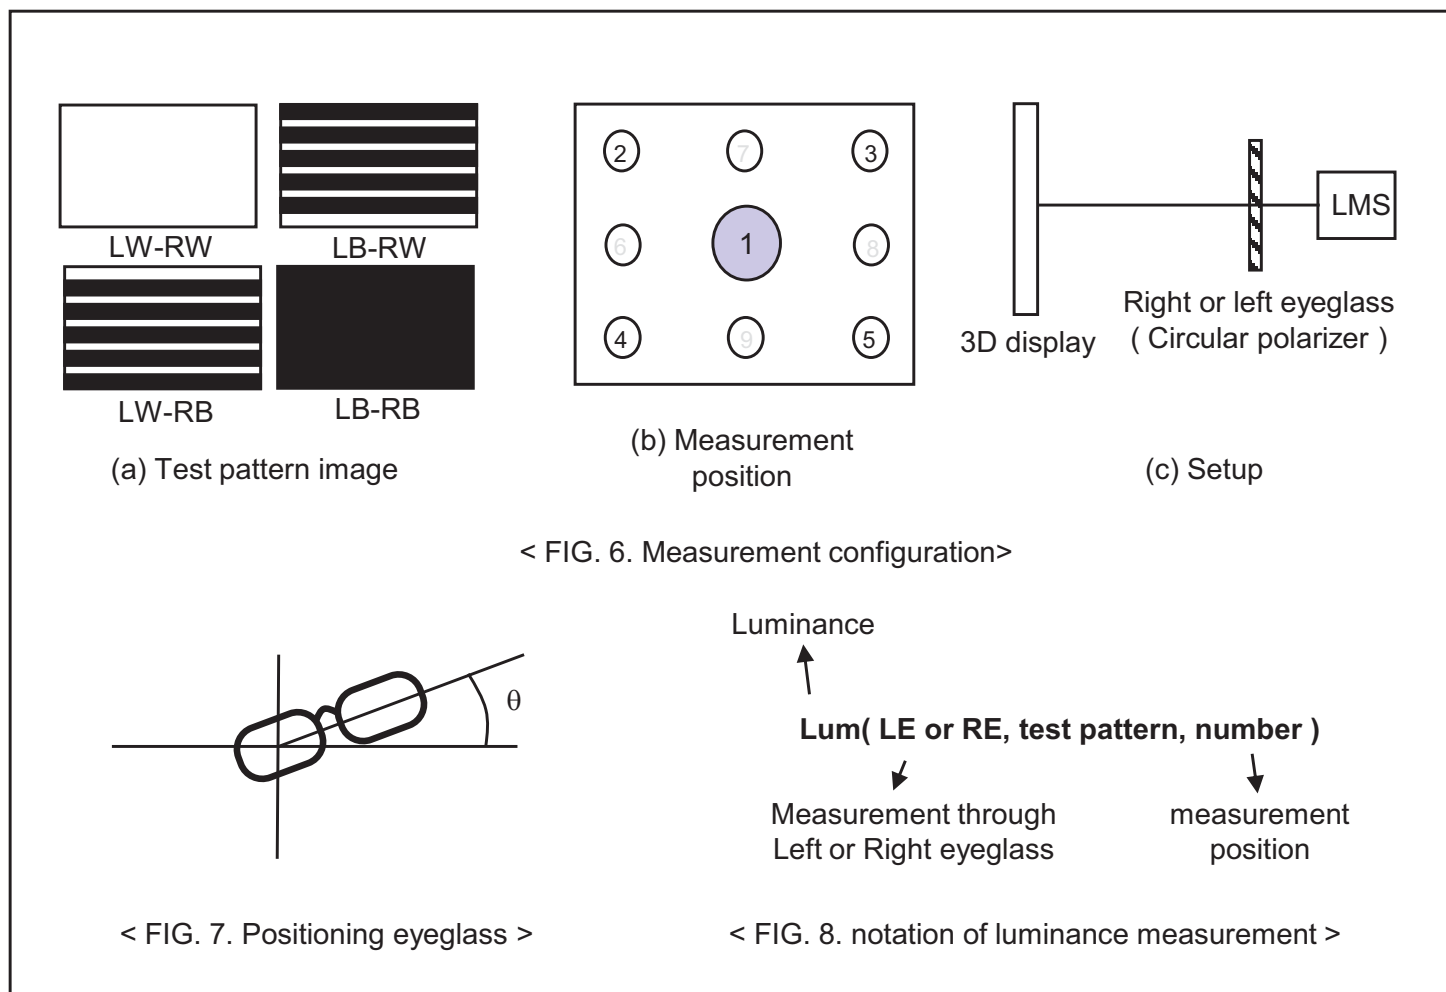 LW-RW
LB-RW
LW-RB
LB-RB
(a) Test pattern image
2
7
3
6
1
8
4
9
5
(b) Measurement
position
LMS
3D display
Right or left eyeglass
( Circular polarizer )
(c) Setup
< FIG. 6. Measurement configuration>
θ
< FIG. 7. Positioning eyeglass >
Luminance
Lum( LE or RE, test pattern, number )
Measurement through
Left or Right eyeglass
measurement
position
< FIG. 8. notation of luminance measurement >